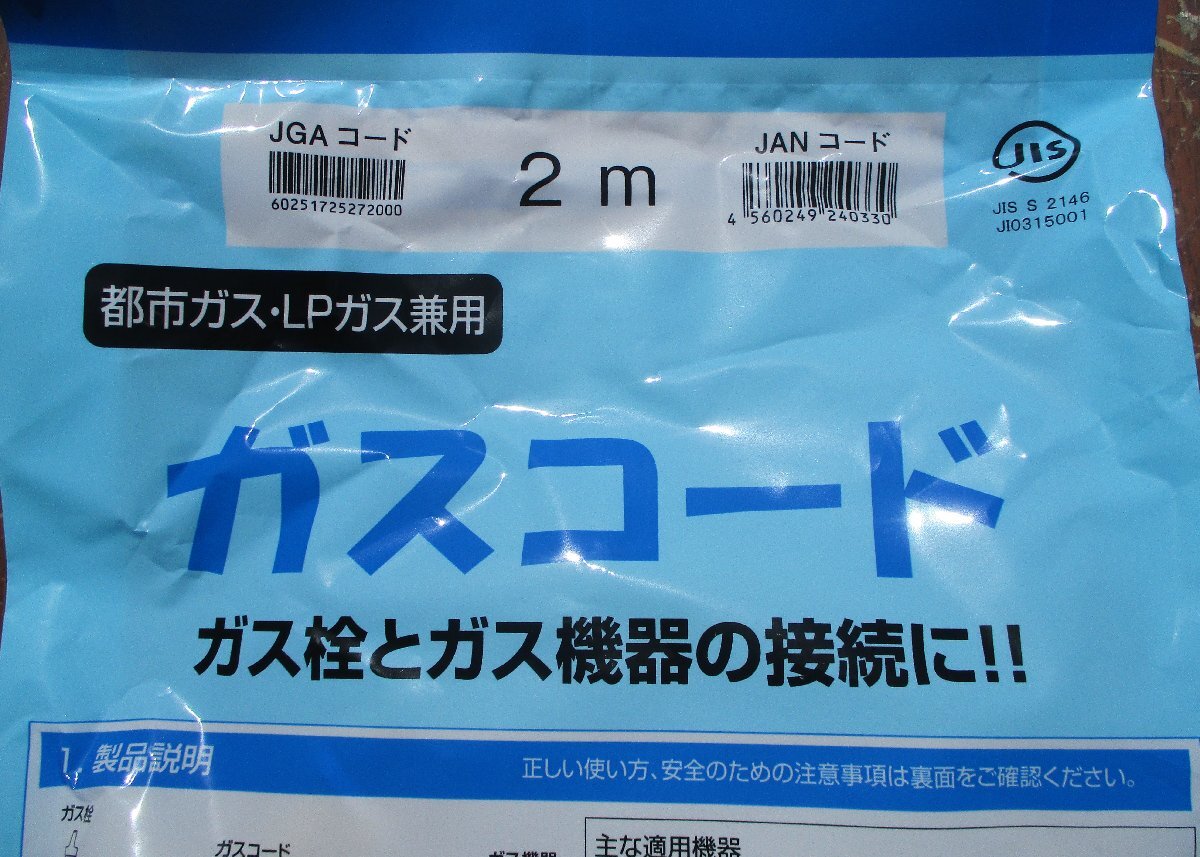 JGA コード
60251725272000
2 m
JAN コード
4 560249 240330
JIS
JIS S 2146
JI0315001
都市ガス・LPガス兼用
ガスコード
ガス栓とガス機器の接続に!!
1. 製品説明
正しい使い方、安全のための注意事項は裏面をご確認ください。
ガス栓
ガスコード
ガス機器
主な適用機器